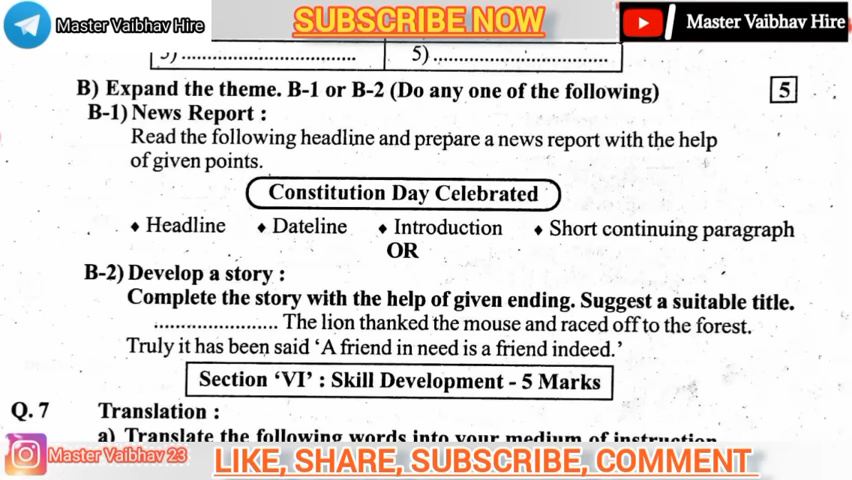 Master Vaibhav Hire
SUBSCRIBE NOW
Master Vaibhav Hire
5) ....................................
5) ....................................
B) Expand the theme. B-1 or B-2 (Do any one of the following) 5
B-1) News Report :
Read the following headline and prepare a news report with the help
of given points.
Constitution Day Celebrated
♦ Headline ♦ Dateline ♦ Introduction ♦ Short continuing paragraph
OR
B-2) Develop a story :
Complete the story with the help of given ending. Suggest a suitable title.
......................... The lion thanked the mouse and raced off to the forest.
Truly it has been said 'A friend in need is a friend indeed.'
Section 'VI' : Skill Development - 5 Marks
Q. 7 Translation :
a) Translate the following words into your medium of instruction
Master Vaibhav 23
LIKE, SHARE, SUBSCRIBE, COMMENT